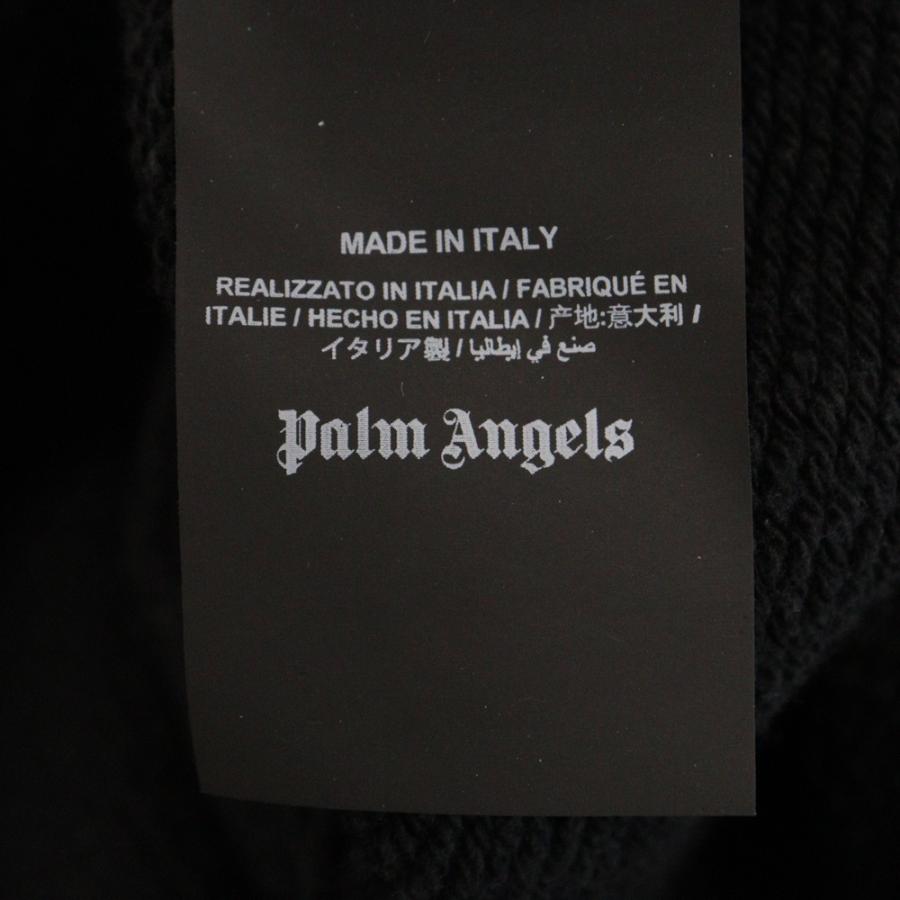 MADE IN ITALY
REALIZZATO IN ITALIA / FABRIQUÉ EN
ITALIE / HECHO EN ITALIA / 产地:意大利 /
イタリア製 / صنع في إيطاليا
Palm Angels